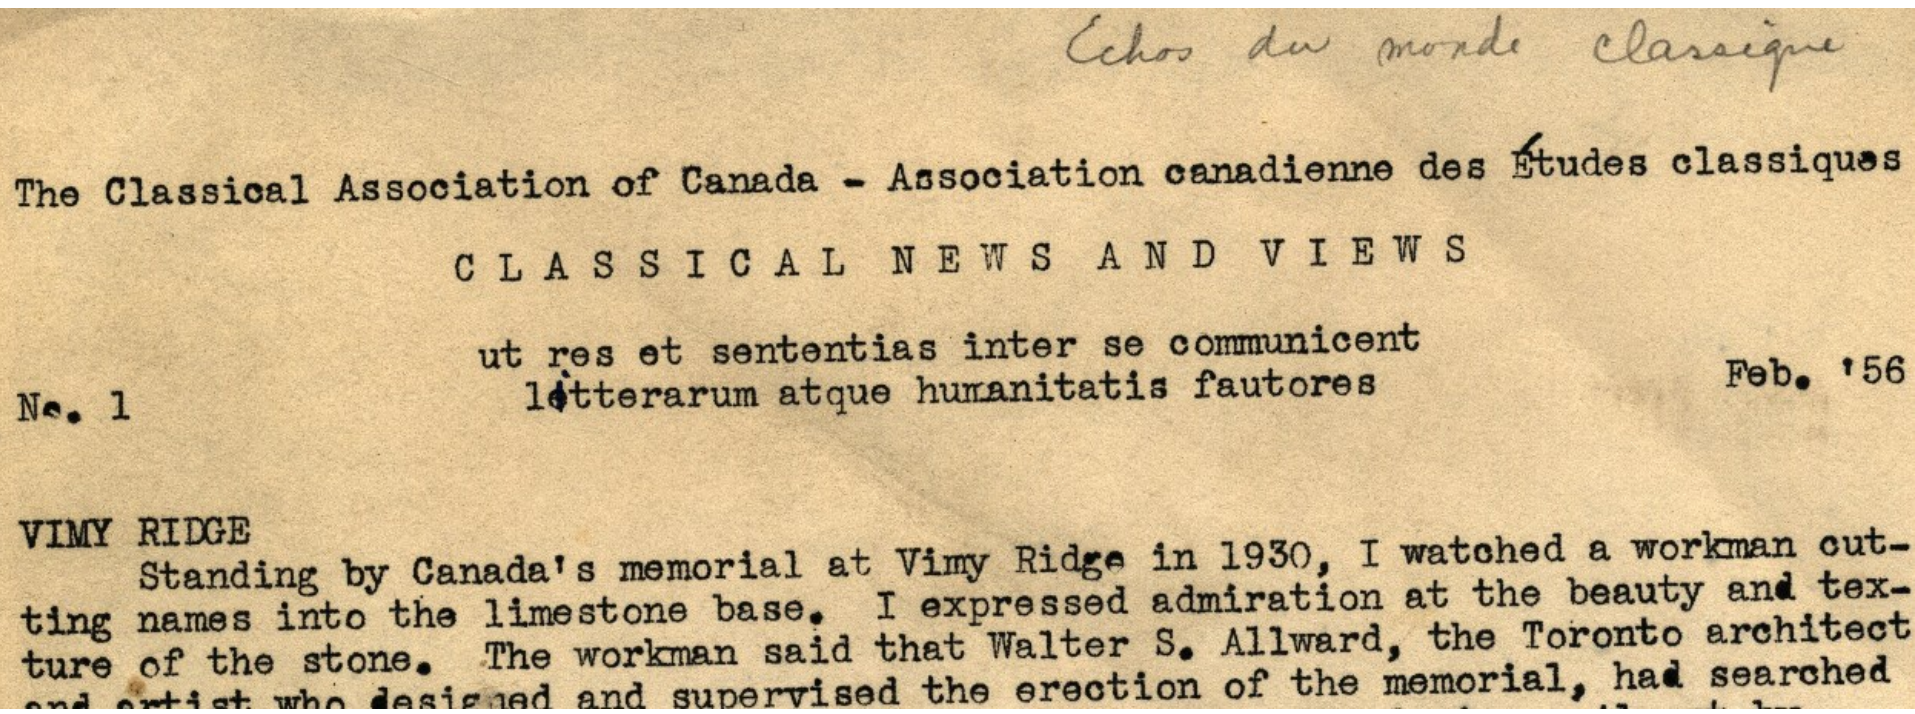 Echos du monde classique
The Classical Association of Canada - Association canadienne des Études classiques
CLASSICAL NEWS AND VIEWS
ut res et sententias inter se communicent
litterarum atque humanitatis fautores
No. 1
Feb. '56
VIMY RIDGE
Standing by Canada's memorial at Vimy Ridge in 1930, I watched a workman cut-
ting names into the limestone base. I expressed admiration at the beauty and tex-
ture of the stone. The workman said that Walter S. Allward, the Toronto architect
and artist who designed and supervised the erection of the memorial, had searched